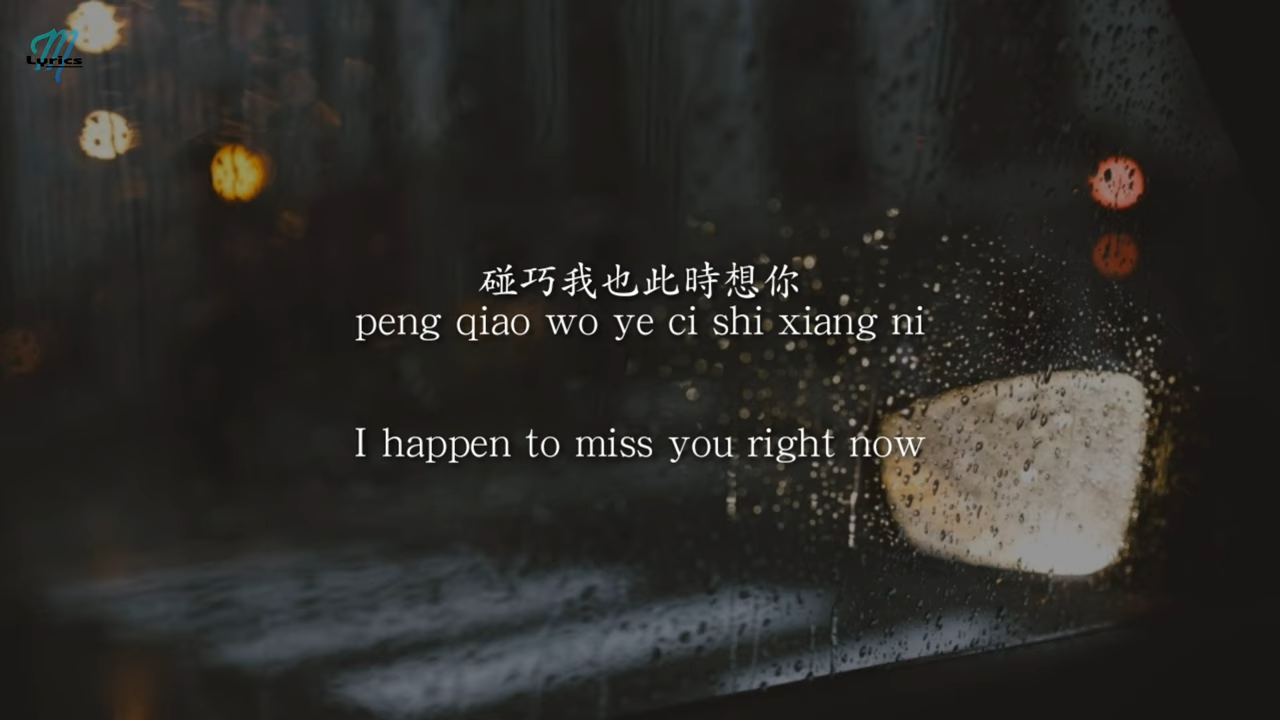 M
Lyrics
碰巧我也此時想你
peng qiao wo ye ci shi xiang ni
I happen to miss you right now